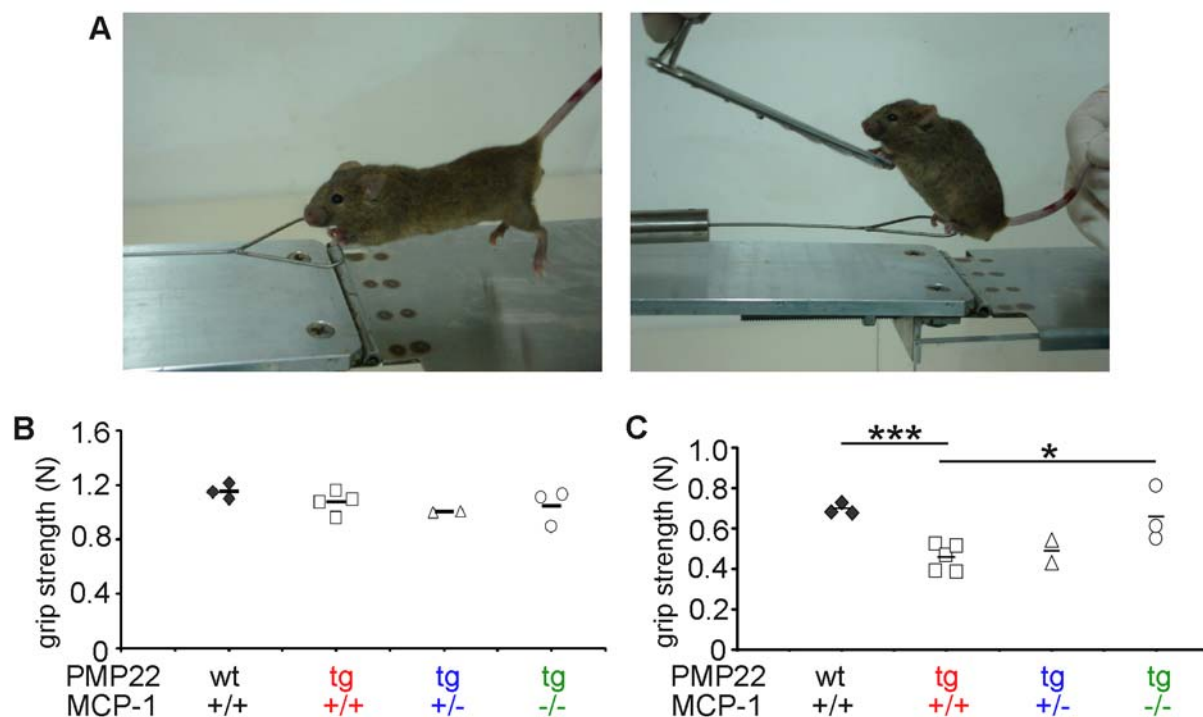 A
B
1.6
1.2
0.8
0.4
0
grip strength (N)
PMP22 wt tg tg tg
MCP-1 +/+ +/+ +/- -/-
C
*** *
1.0
0.8
0.6
0.4
0.2
0
grip strength (N)
PMP22 wt tg tg tg
MCP-1 +/+ +/+ +/- -/-